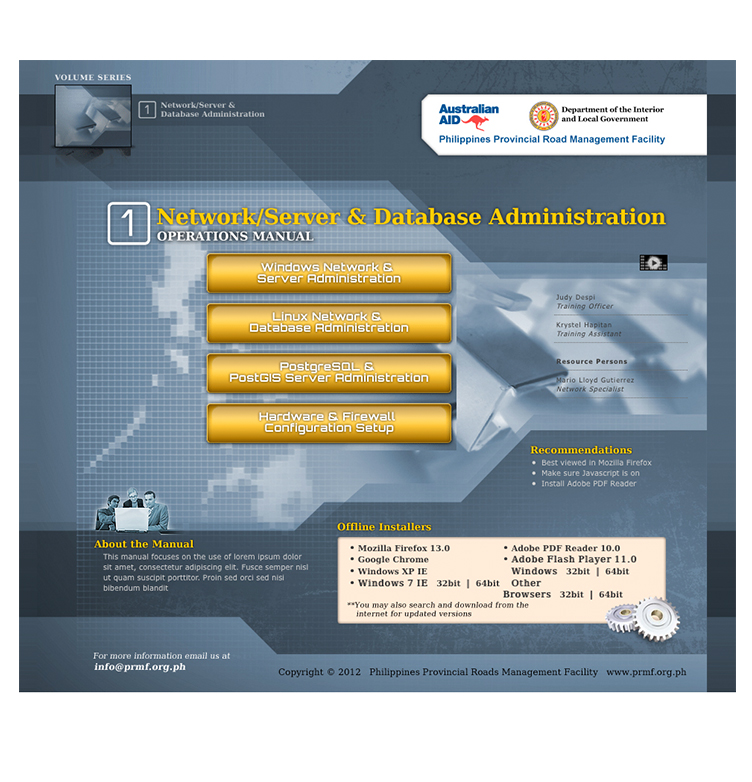 VOLUME SERIES
1
Network/Server &
Database Administration
Australian
AID
Department of the Interior
and Local Government
Philippines Provincial Road Management Facility
1
Network/Server & Database Administration
OPERATIONS MANUAL
Windows Network &
Server Administration
Linux Network &
Database Administration
PostgreSQL &
PostGIS Server Administration
Hardware & Firewall
Configuration Setup
Judy Despi
Training Officer
Krystel Hapitan
Training Assistant
Resource Persons
Mario Lloyd Gutierrez
Network Specialist
Recommendations
• Best viewed in Mozilla Firefox
• Make sure Javascript is on
• Install Adobe PDF Reader
About the Manual
This manual focuses on the use of lorem ipsum dolor
sit amet, consectetur adipiscing elit. Fusce semper nisl
ut quam suscipit porttitor. Proin sed orci sed nisi
bibendum blandit
Offline Installers
• Mozilla Firefox 13.0
• Google Chrome
• Windows XP IE
• Windows 7 IE 32bit | 64bit
• Adobe PDF Reader 10.0
• Adobe Flash Player 11.0
Windows 32bit | 64bit
Other
Browsers 32bit | 64bit
**You may also search and download from the
internet for updated versions
For more information email us at
info@prmf.org.ph
Copyright © 2012 Philippines Provincial Roads Management Facility www.prmf.org.ph